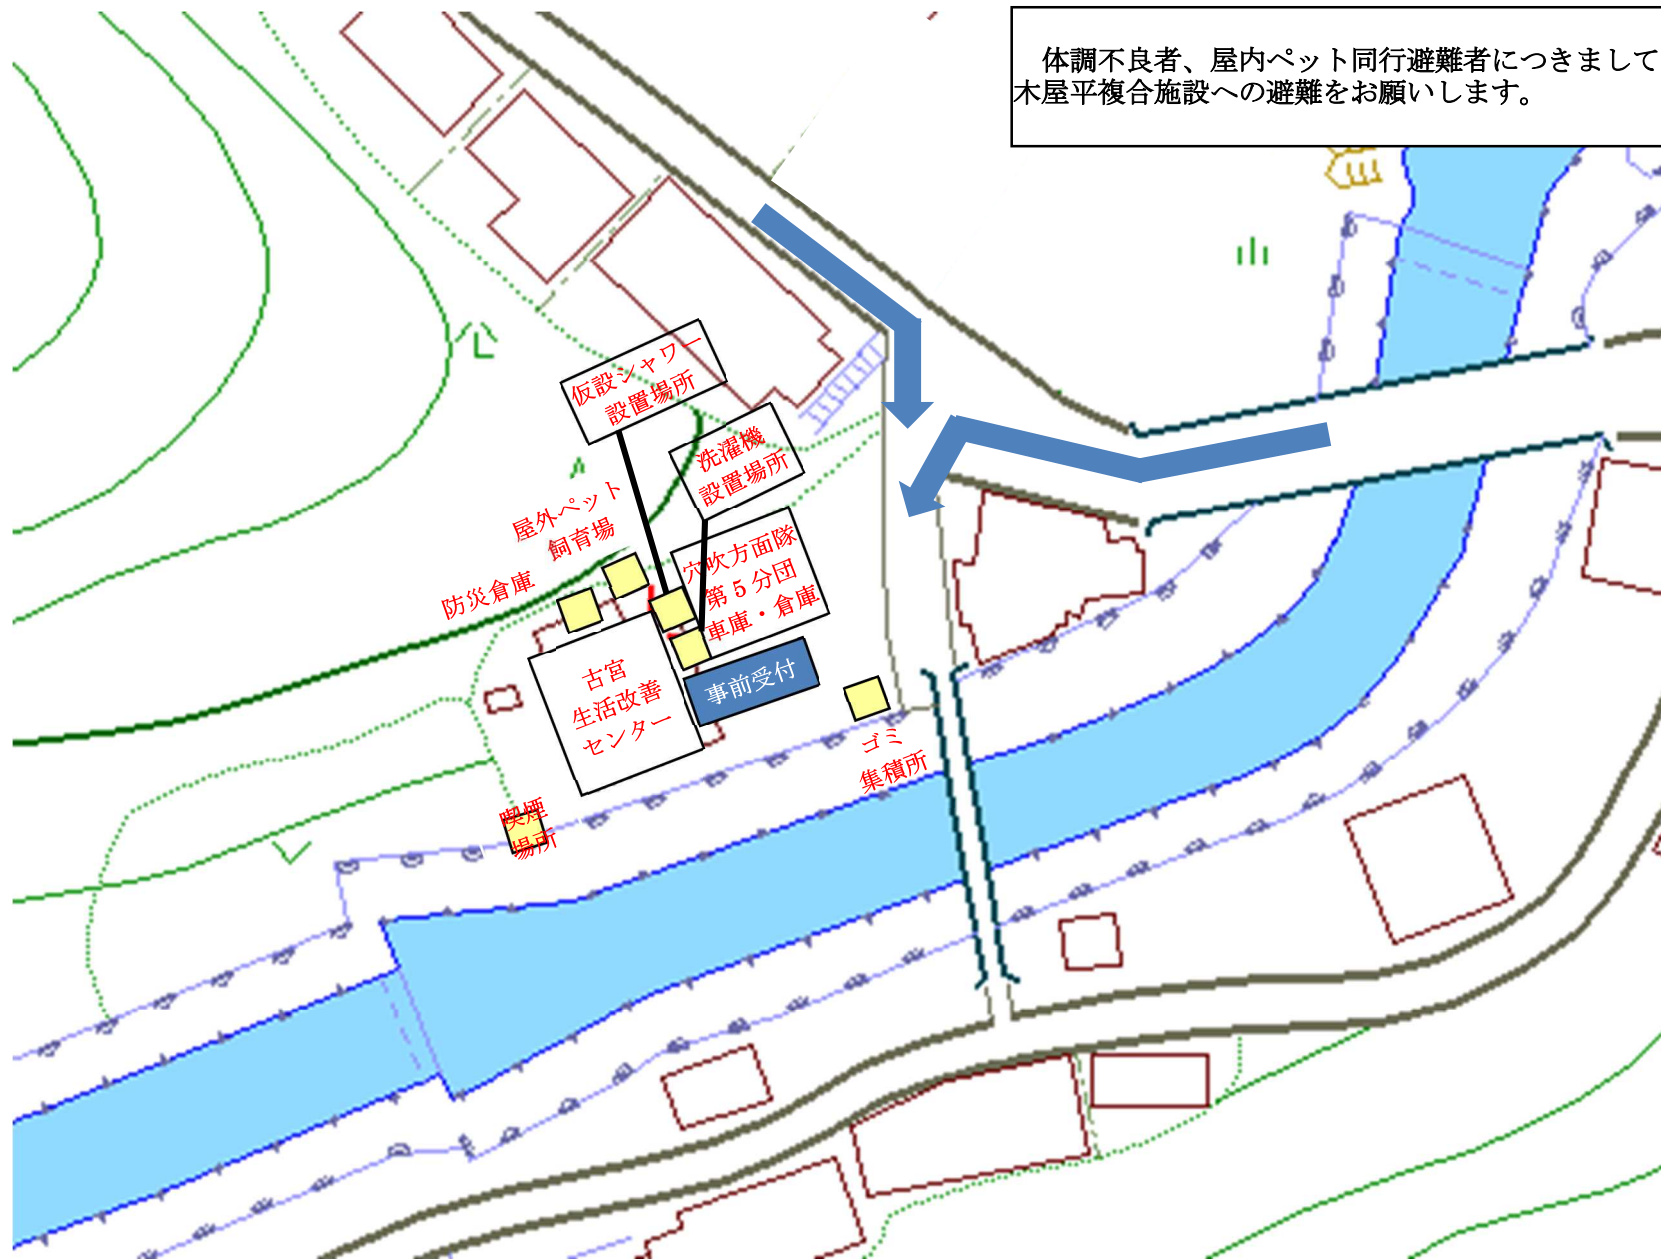 体調不良者、屋内ペット同行避難者につきまして
木屋平複合施設への避難をお願いします。
仮設シャワー
設置場所
洗濯機
設置場所
屋外ペット
飼育場
防災倉庫
穴吹方面隊
第5分団
車庫・倉庫
古宮
生活改善
センター
事前受付
ゴミ
集積所
喫煙
場所